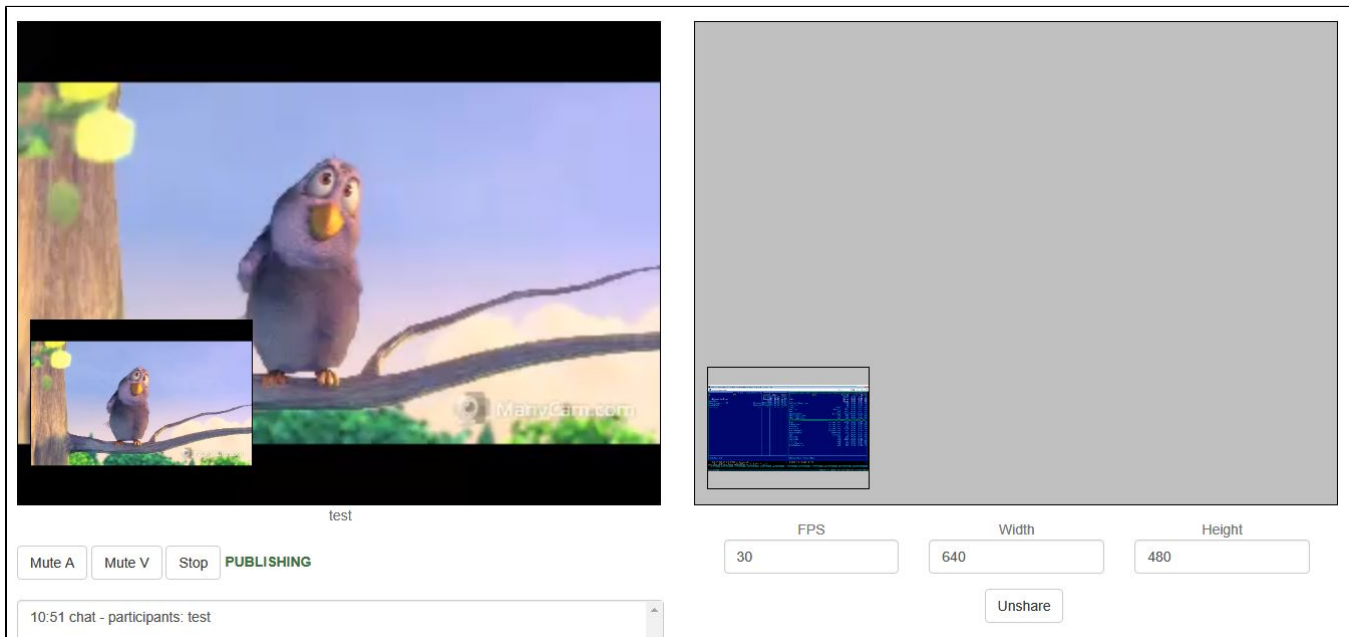 ManyCam.com
test
Mute A Mute V Stop PUBLISHING
10:51 chat - participants: test
FPS Width Height
30 640 480
Unshare